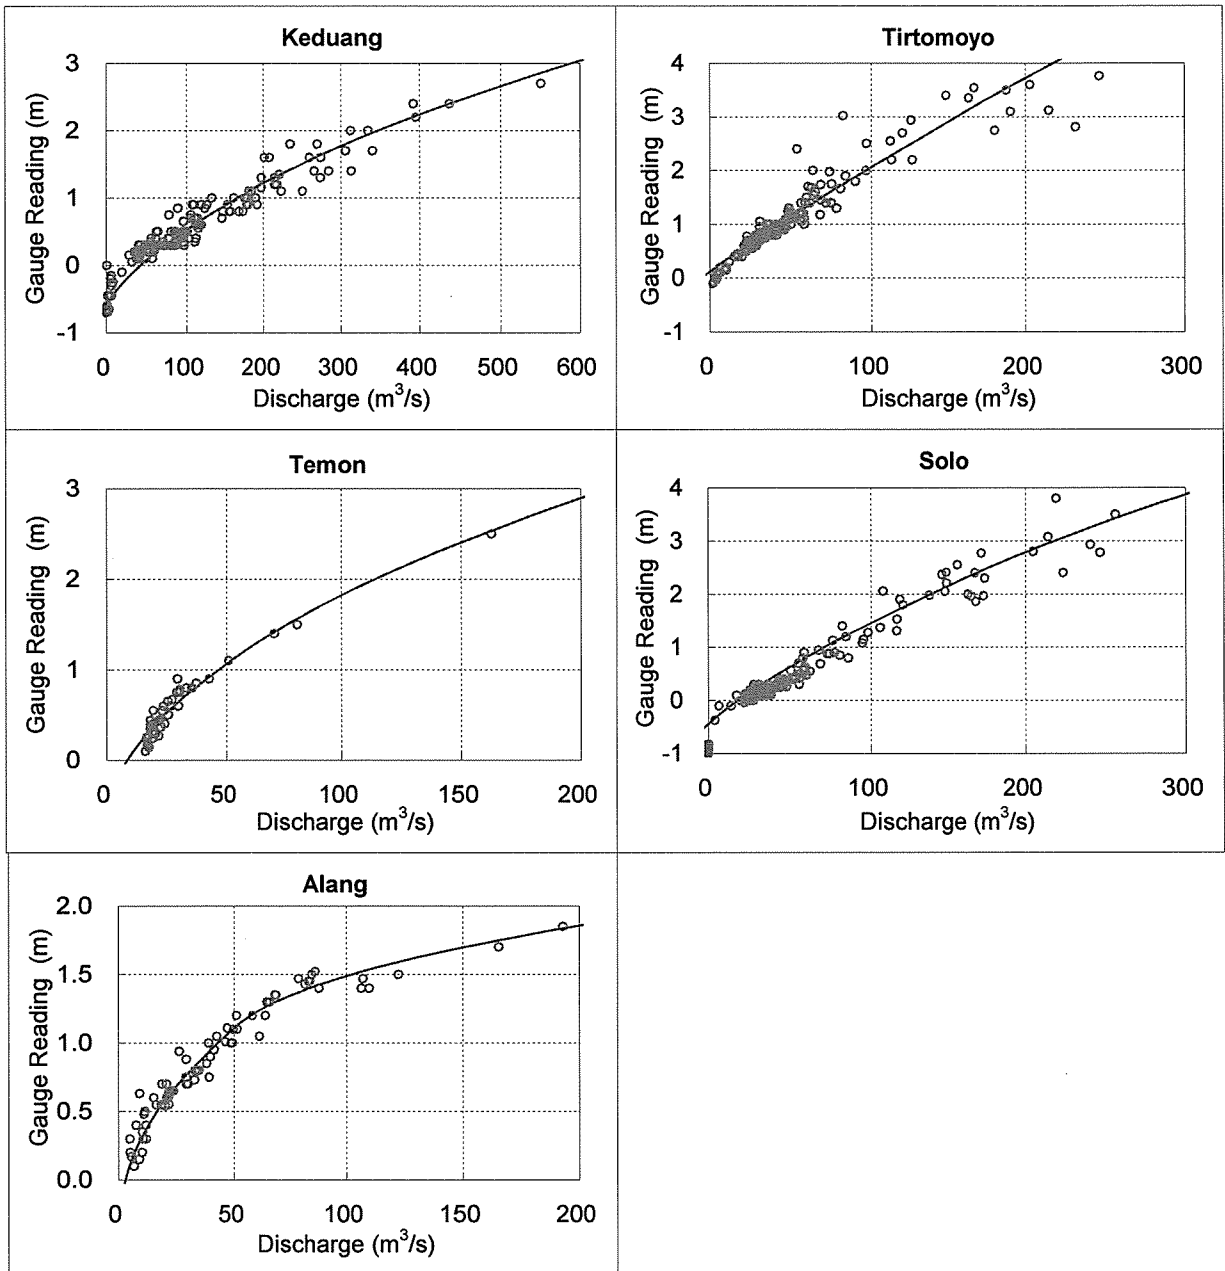 Keduang
3
2
1
0
-1
0 100 200 300 400 500 600
Gauge Reading (m)
Discharge (m³/s)
Tirtomoyo
4
3
2
1
0
-1
0 100 200 300
Gauge Reading (m)
Discharge (m³/s)
Temon
3
2
1
0
0 50 100 150 200
Gauge Reading (m)
Discharge (m³/s)
Solo
4
3
2
1
0
-1
0 100 200 300
Gauge Reading (m)
Discharge (m³/s)
Alang
2.0
1.5
1.0
0.5
0.0
0 50 100 150 200
Gauge Reading (m)
Discharge (m³/s)